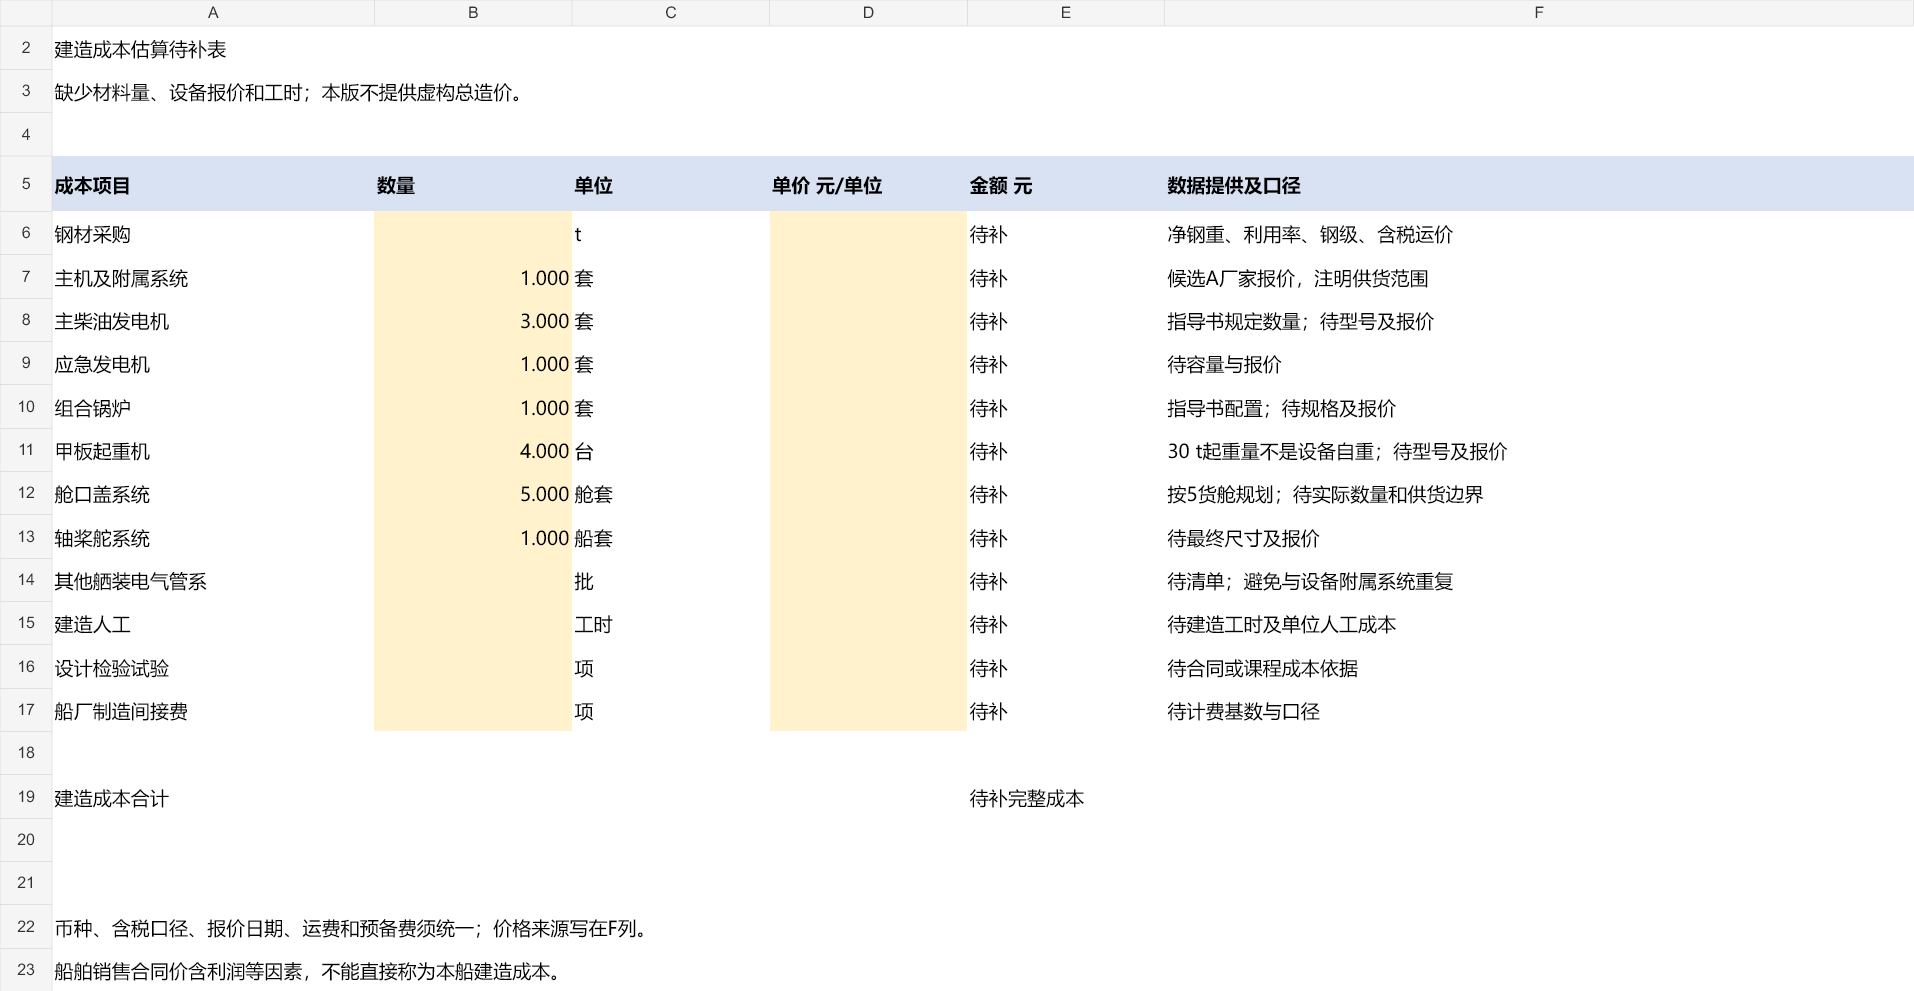 A B C D E F
2 建造成本估算待补表
3 缺少材料量、设备报价和工时；本版不提供虚构总造价。
4
5 成本项目 数量 单位 单价 元/单位 金额 元 数据提供及口径
6 钢材采购 t 待补 净钢重、利用率、钢级、含税运价
7 主机及附属系统 1.000 套 待补 候选A厂家报价，注明供货范围
8 主柴油发电机 3.000 套 待补 指导书规定数量；待型号及报价
9 应急发电机 1.000 套 待补 待容量与报价
10 组合锅炉 1.000 套 待补 指导书配置；待规格及报价
11 甲板起重机 4.000 台 待补 30 t起重量不是设备自重；待型号及报价
12 舱口盖系统 5.000 舱套 待补 按5货舱规划；待实际数量和供货边界
13 轴桨舵系统 1.000 船套 待补 待最终尺寸及报价
14 其他舾装电气管系 批 待补 待清单；避免与设备附属系统重复
15 建造人工 工时 待补 待建造工时及单位人工成本
16 设计检验试验 项 待补 待合同或课程成本依据
17 船厂制造间接费 项 待补 待计费基数与口径
18
19 建造成本合计 待补完整成本
20
21
22 币种、含税口径、报价日期、运费和预备费须统一；价格来源写在F列。
23 船舶销售合同价含利润等因素，不能直接称为本船建造成本。